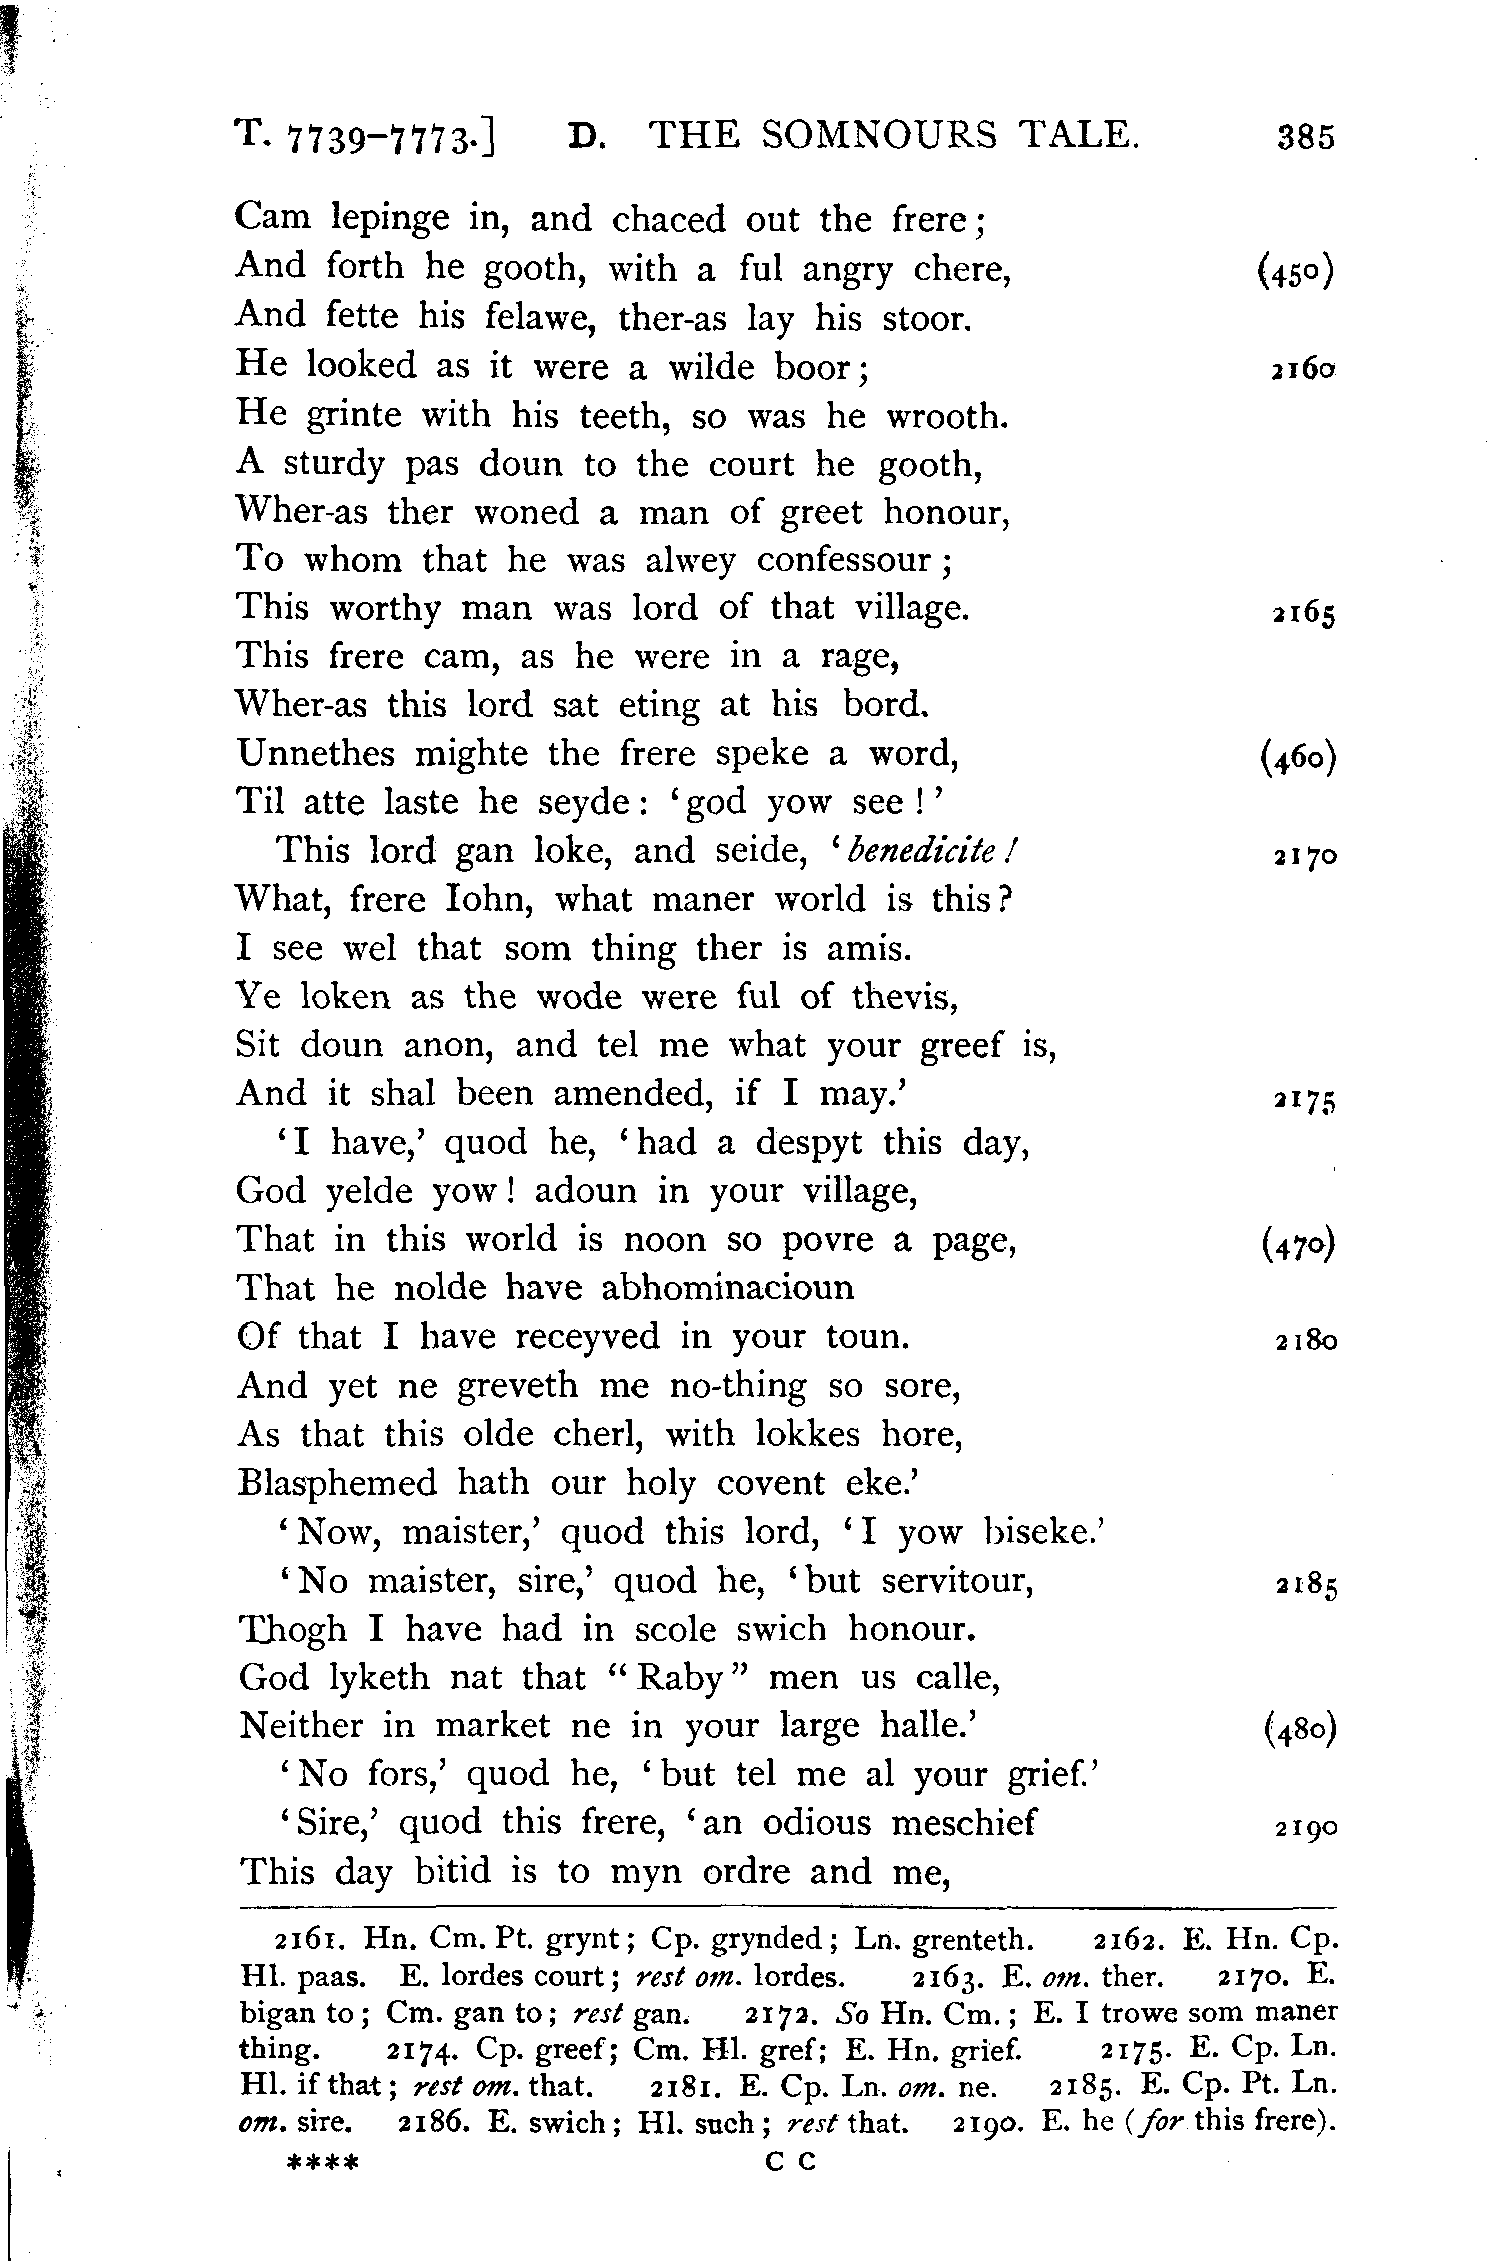 T. 7739–7773.] D. THE SOMNOURS TALE. 385
Cam lepinge in, and chaced out the frere;
And forth he gooth, with a ful angry chere, (450)
And fette his felawe, ther-as lay his stoor.
He looked as it were a wilde boor; 2160
He grinte with his teeth, so was he wrooth.
A sturdy pas doun to the court he gooth,
Wher-as ther woned a man of greet honour,
To whom that he was alwey confessour;
This worthy man was lord of that village. 2165
This frere cam, as he were in a rage,
Wher-as this lord sat eting at his bord.
Unnethes mighte the frere speke a word, (460)
Til atte laste he seyde: ‘god yow see!’
This lord gan loke, and seide, ‘benedicite! 2170
What, frere Iohn, what maner world is this?
I see wel that som thing ther is amis.
Ye loken as the wode were ful of thevis,
Sit doun anon, and tel me what your greef is,
And it shal been amended, if I may.’ 2175
‘I have,’ quod he, ‘had a despyt this day,
God yelde yow! adoun in your village,
That in this world is noon so povre a page, (470)
That he nolde have abhominacioun
Of that I have receyved in your toun. 2180
And yet ne greveth me no-thing so sore,
As that this olde cherl, with lokkes hore,
Blasphemed hath our holy covent eke.’
‘Now, maister,’ quod this lord, ‘I yow biseke.’
‘No maister, sire,’ quod he, ‘but servitour, 2185
Thogh I have had in scole swich honour.
God lyketh nat that “Raby” men us calle,
Neither in market ne in your large halle.’ (480)
‘No fors,’ quod he, ‘but tel me al your grief.’
‘Sire,’ quod this frere, ‘an odious meschief 2190
This day bitid is to myn ordre and me,
2161. Hn. Cm. Pt. grynt; Cp. grynded; Ln. grenteth. 2162. E. Hn. Cp.
Hl. paas. E. lordes court; rest om. lordes. 2163. E. om. ther. 2170. E.
bigan to; Cm. gan to; rest gan. 2172. So Hn. Cm.; E. I trowe som maner
thing. 2174. Cp. greef; Cm. Hl. gref; E. Hn. grief. 2175. E. Cp. Ln.
Hl. if that; rest om. that. 2181. E. Cp. Ln. om. ne. 2185. E. Cp. Pt. Ln.
om. sire. 2186. E. swich; Hl. such; rest that. 2190. E. he (for this frere).
**** C C